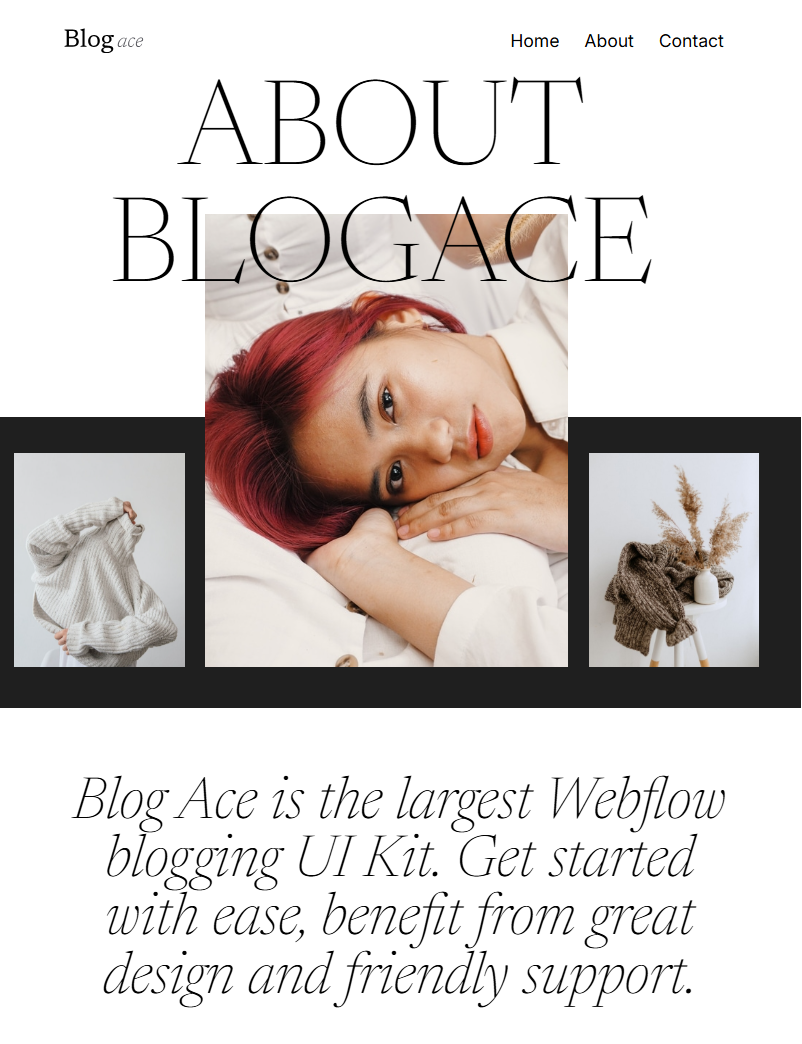 Blog ace
Home About Contact
ABOUT
BLOGACE
Blog Ace is the largest Webflow
blogging UI Kit. Get started
with ease, benefit from great
design and friendly support.